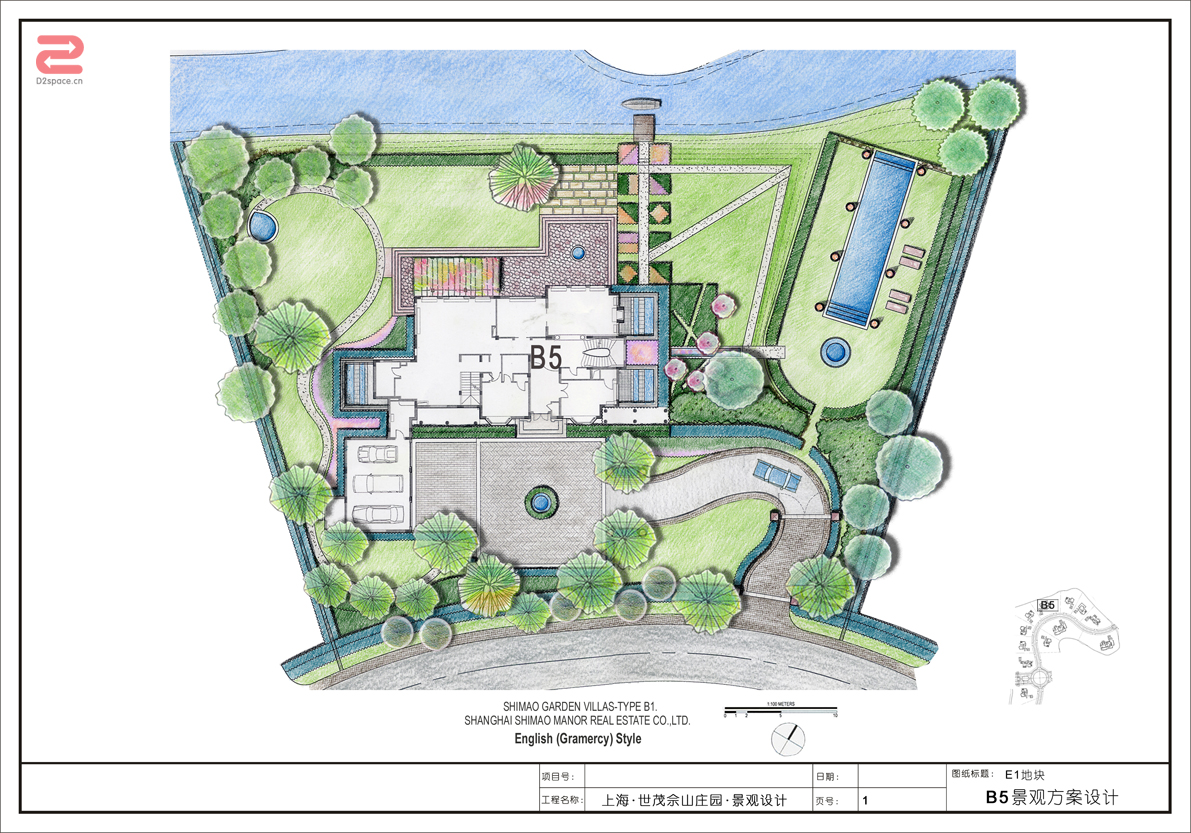 D2space.cn
B5
B5
SHIMAO GARDEN VILLAS-TYPE B1.
SHANGHAI SHIMAO MANOR REAL ESTATE CO.,LTD.
English (Gramercy) Style
1:100 METERS
0 1 2 5 10
项目号：
日期：
图纸标题： E1地块
工程名称： 上海·世茂佘山庄园·景观设计
页号： 1
B5景观方案设计